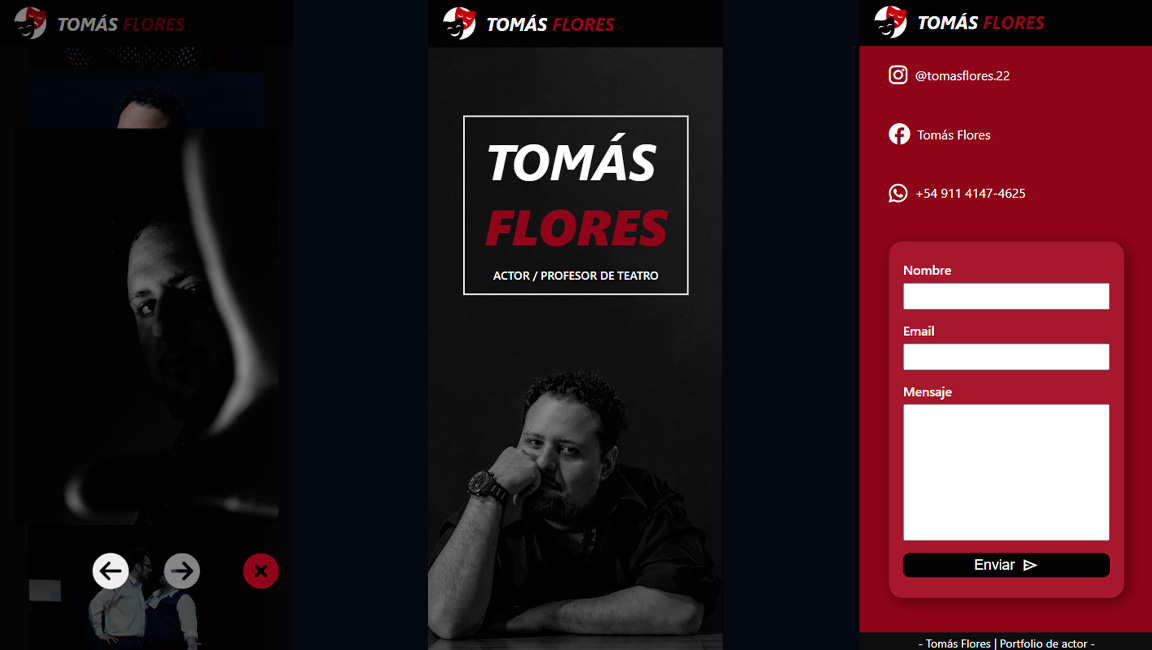 TOMÁS FLORES
TOMÁS FLORES
TOMÁS
FLORES
ACTOR / PROFESOR DE TEATRO
TOMÁS FLORES
@tomasflores.22
Tomás Flores
+54 911 4147-4625
Nombre
Email
Mensaje
Enviar
- Tomás Flores | Portfolio de actor -